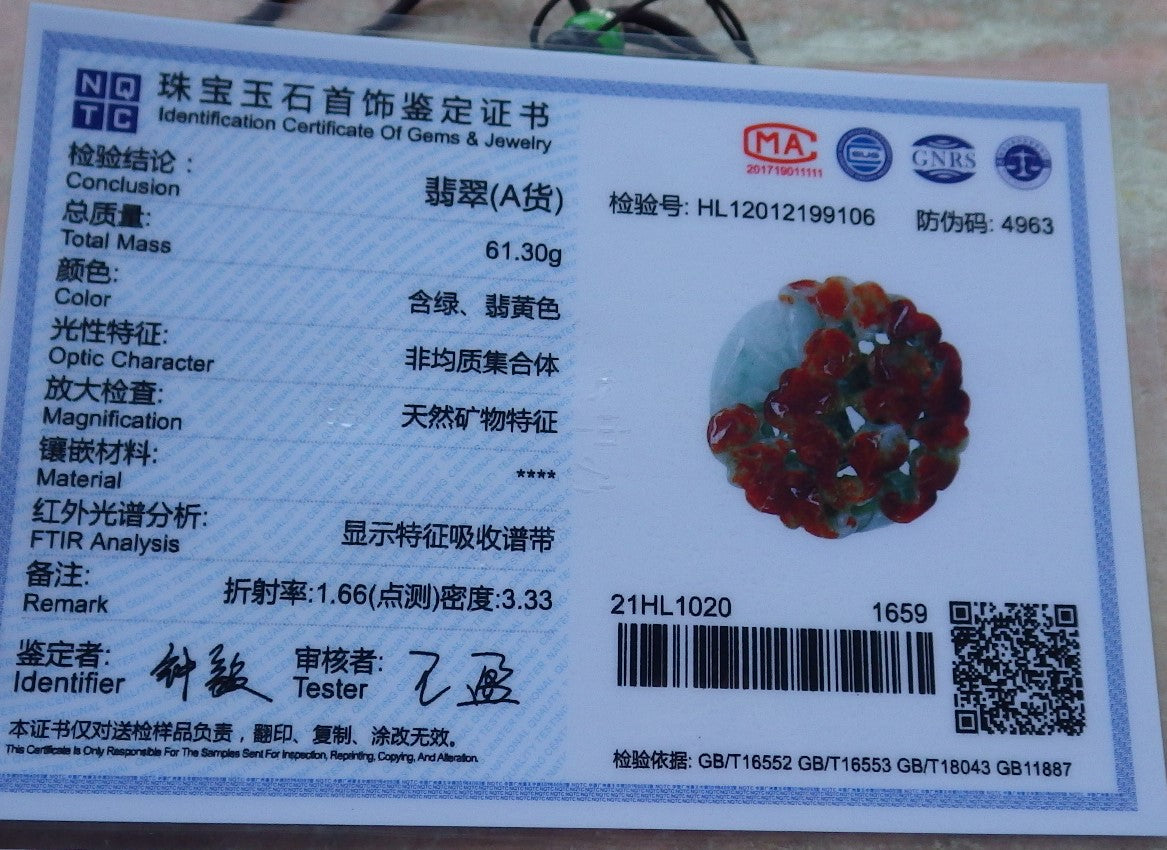 NQTC
珠宝玉石首饰鉴定证书
Identification Certificate Of Gems & Jewelry
检验结论：
Conclusion
翡翠(A货)
总质量:
Total Mass
61.30g
颜色:
Color
含绿、翡黄色
光性特征:
Optic Character
非均质集合体
放大检查:
Magnification
天然矿物特征
镶嵌材料:
Material
****
红外光谱分析:
FTIR Analysis
显示特征吸收谱带
备注:
Remark
折射率:1.66(点测)密度:3.33
鉴定者:
Identifier
审核者:
Tester
本证书仅对送检样品负责，翻印、复制、涂改无效。
This Certificate Is Only Responsible For The Samples Sent For Inspection, Reprinting, Copying, And Alteration.
MA
201719011111
GNRS
检验号: HL12012199106
防伪码: 4963
21HL1020
1659
检验依据: GB/T16552 GB/T16553 GB/T18043 GB11887